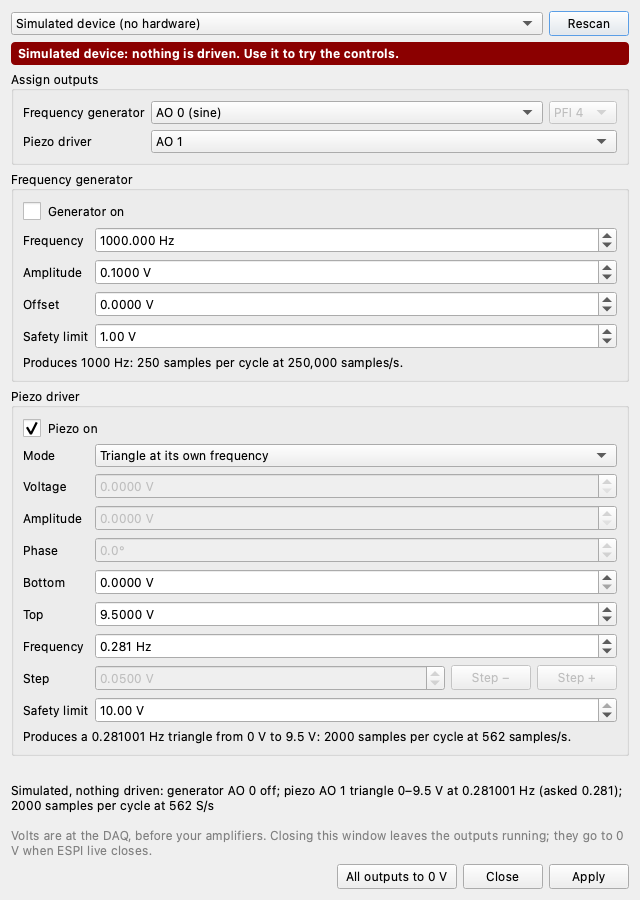 Simulated device (no hardware)
Rescan
Simulated device: nothing is driven. Use it to try the controls.
Assign outputs
Frequency generator AO 0 (sine) PFI 4
Piezo driver AO 1
Frequency generator
Generator on
Frequency 1000.000 Hz
Amplitude 0.1000 V
Offset 0.0000 V
Safety limit 1.00 V
Produces 1000 Hz: 250 samples per cycle at 250,000 samples/s.
Piezo driver
Piezo on
Mode Triangle at its own frequency
Voltage 0.0000 V
Amplitude 0.0000 V
Phase 0.0°
Bottom 0.0000 V
Top 9.5000 V
Frequency 0.281 Hz
Step 0.0500 V Step – Step +
Safety limit 10.00 V
Produces a 0.281001 Hz triangle from 0 V to 9.5 V: 2000 samples per cycle at 562 samples/s.
Simulated, nothing driven: generator AO 0 off; piezo AO 1 triangle 0–9.5 V at 0.281001 Hz (asked 0.281);
2000 samples per cycle at 562 S/s
Volts are at the DAQ, before your amplifiers. Closing this window leaves the outputs running; they go to 0
V when ESPI live closes.
All outputs to 0 V Close Apply